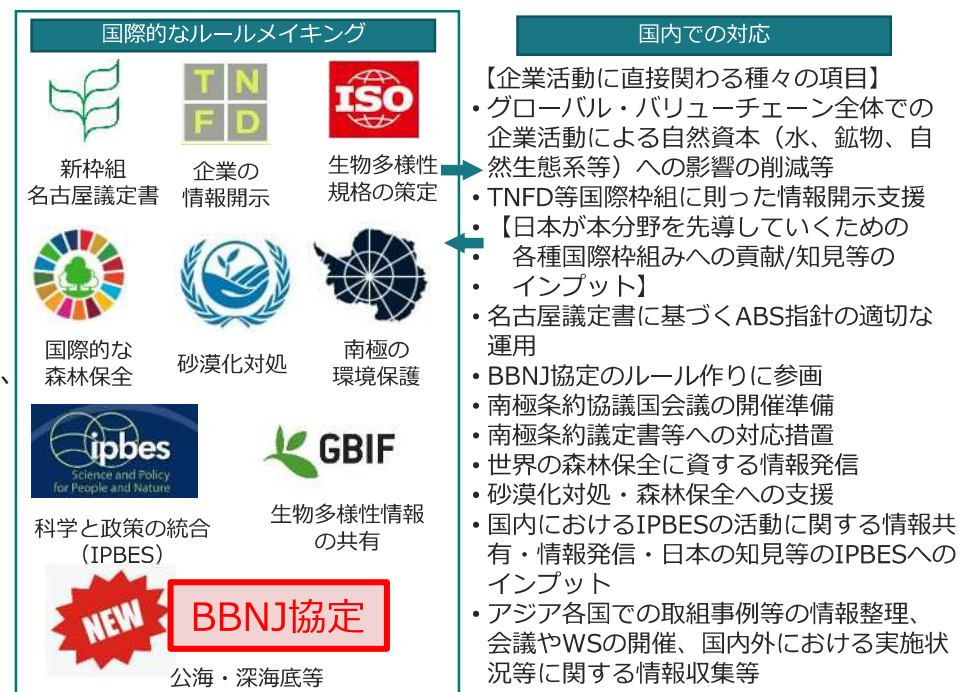 国際的なルールメイキング
T N
F D
ISO
新枠組
名古屋議定書
企業の
情報開示
生物多様性
規格の策定
国際的な
森林保全
砂漠化対処
南極の
環境保護
、
ipbes
Science and Policy
for People and Nature
GBIF
科学と政策の統合
（IPBES）
生物多様性情報
の共有
NEW
BBNJ協定
公海・深海底等
国内での対応
【企業活動に直接関わる種々の項目】
• グローバル・バリューチェーン全体での
企業活動による自然資本（水、鉱物、自
然生態系等）への影響の削減等
• TNFD等国際枠組に則った情報開示支援
• 【日本が本分野を先導していくための
• 各種国際枠組みへの貢献/知見等の
• インプット】
• 名古屋議定書に基づくABS指針の適切な
運用
• BBNJ協定のルール作りに参画
• 南極条約協議国会議の開催準備
• 南極条約議定書等への対応措置
• 世界の森林保全に資する情報発信
• 砂漠化対処・森林保全への支援
• 国内におけるIPBESの活動に関する情報共
有・情報発信・日本の知見等のIPBESへの
インプット
• アジア各国での取組事例等の情報整理、
会議やWSの開催、国内外における実施状
況等に関する情報収集等